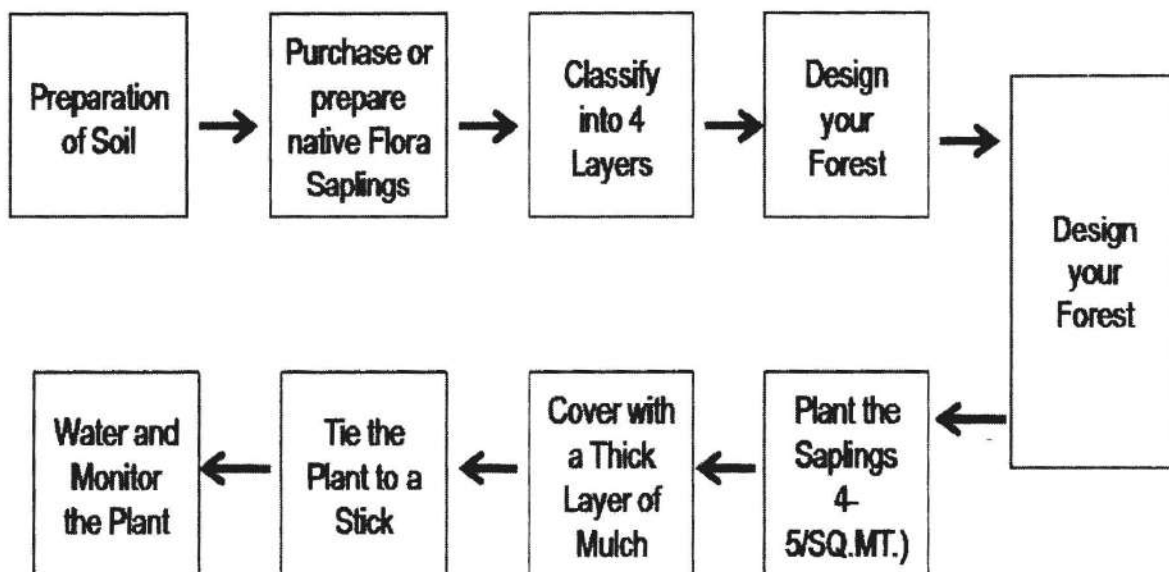 Preparation
of Soil
Purchase or
prepare
native Flora
Saplings
Classify
into 4
Layers
Design
your
Forest
Design
your
Forest
Plant the
Saplings
4-
5/SQ.MT.)
Cover with
a Thick
Layer of
Mulch
Tie the
Plant to a
Stick
Water and
Monitor
the Plant